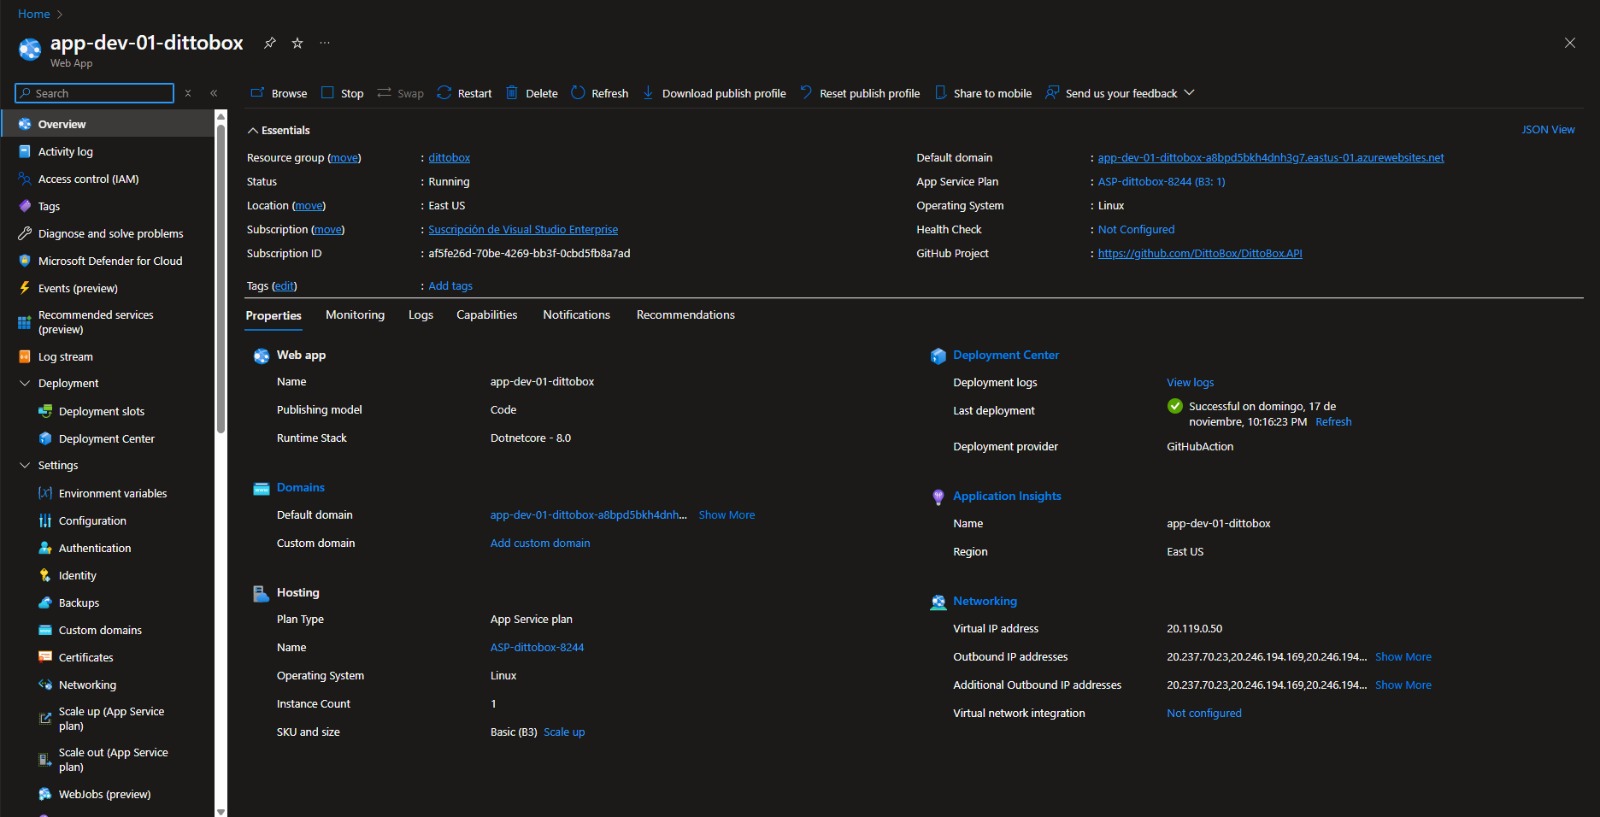 Home
app-dev-01-dittobox
Web App
Search
Browse Stop Swap Restart Delete Refresh Download publish profile Reset publish profile Share to mobile Send us your feedback
Overview
Activity log
Access control (IAM)
Tags
Diagnose and solve problems
Microsoft Defender for Cloud
Events (preview)
Recommended services
(preview)
Log stream
Deployment
Deployment slots
Deployment Center
Settings
Environment variables
Configuration
Authentication
Identity
Backups
Custom domains
Certificates
Networking
Scale up (App Service
plan)
Scale out (App Service
plan)
WebJobs (preview)
Essentials
JSON View
Resource group (move) : dittobox
Status : Running
Location (move) : East US
Subscription (move) : Suscripción de Visual Studio Enterprise
Subscription ID : af5fe26d-70be-4269-bb3f-0cbd5fb8a7ad
Tags (edit) : Add tags
Default domain : app-dev-01-dittobox-a8bpd5bkh4dnh3g7.eastus-01.azurewebsites.net
App Service Plan : ASP-dittobox-8244 (B3: 1)
Operating System : Linux
Health Check : Not Configured
GitHub Project : https://github.com/DittoBox/DittoBox.API
Properties Monitoring Logs Capabilities Notifications Recommendations
Web app
Name app-dev-01-dittobox
Publishing model Code
Runtime Stack Dotnetcore - 8.0
Domains
Default domain app-dev-01-dittobox-a8bpd5bkh4dnh... Show More
Custom domain Add custom domain
Hosting
Plan Type App Service plan
Name ASP-dittobox-8244
Operating System Linux
Instance Count 1
SKU and size Basic (B3) Scale up
Deployment Center
Deployment logs View logs
Last deployment Successful on domingo, 17 de
noviembre, 10:16:23 PM Refresh
Deployment provider GitHubAction
Application Insights
Name app-dev-01-dittobox
Region East US
Networking
Virtual IP address 20.119.0.50
Outbound IP addresses 20.237.70.23,20.246.194.169,20.246.194... Show More
Additional Outbound IP addresses 20.237.70.23,20.246.194.169,20.246.194... Show More
Virtual network integration Not configured